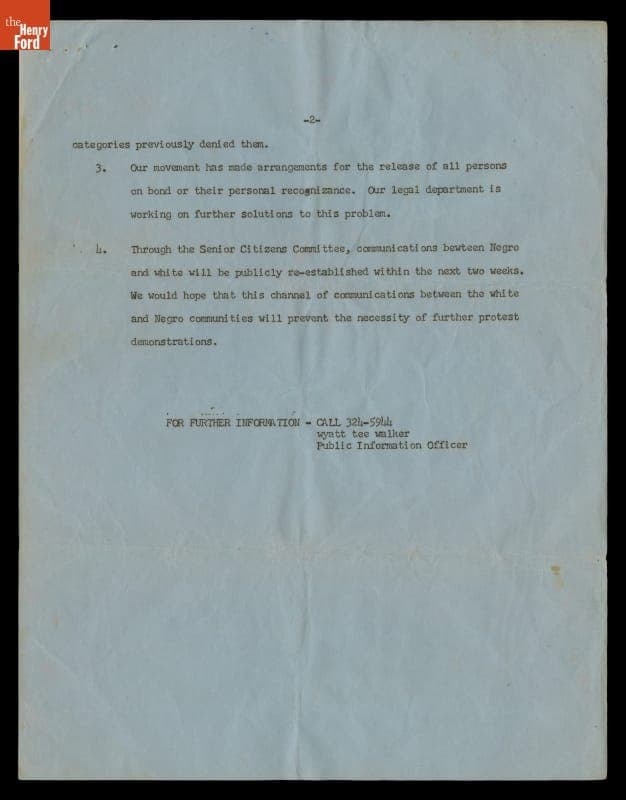 the
Henry
Ford
-2-
categories previously denied them.
3. Our movement has made arrangements for the release of all persons
on bond or their personal recognizance. Our legal department is
working on further solutions to this problem.
4. Through the Senior Citizens Committee, communications bewteen Negro
and white will be publicly re-established within the next two weeks.
We would hope that this channel of communications between the white
and Negro communities will prevent the necessity of further protest
demonstrations.
FOR FURTHER INFORMATION - CALL 324-5944
wyatt tee walker
Public Information Officer